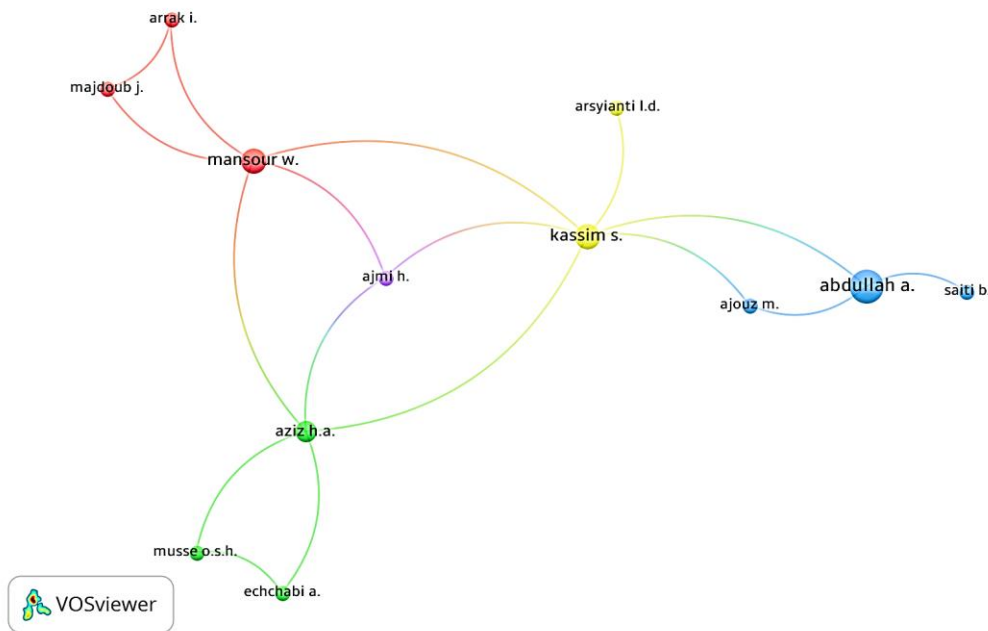 arrak i.
majdoub j.
arsyianti l.d.
mansour w.
kassim s.
ajmi h.
abdullah a.
saiti b
ajouz m.
aziz h.a.
musse o.s.h.
echchabi a.
VOSviewer